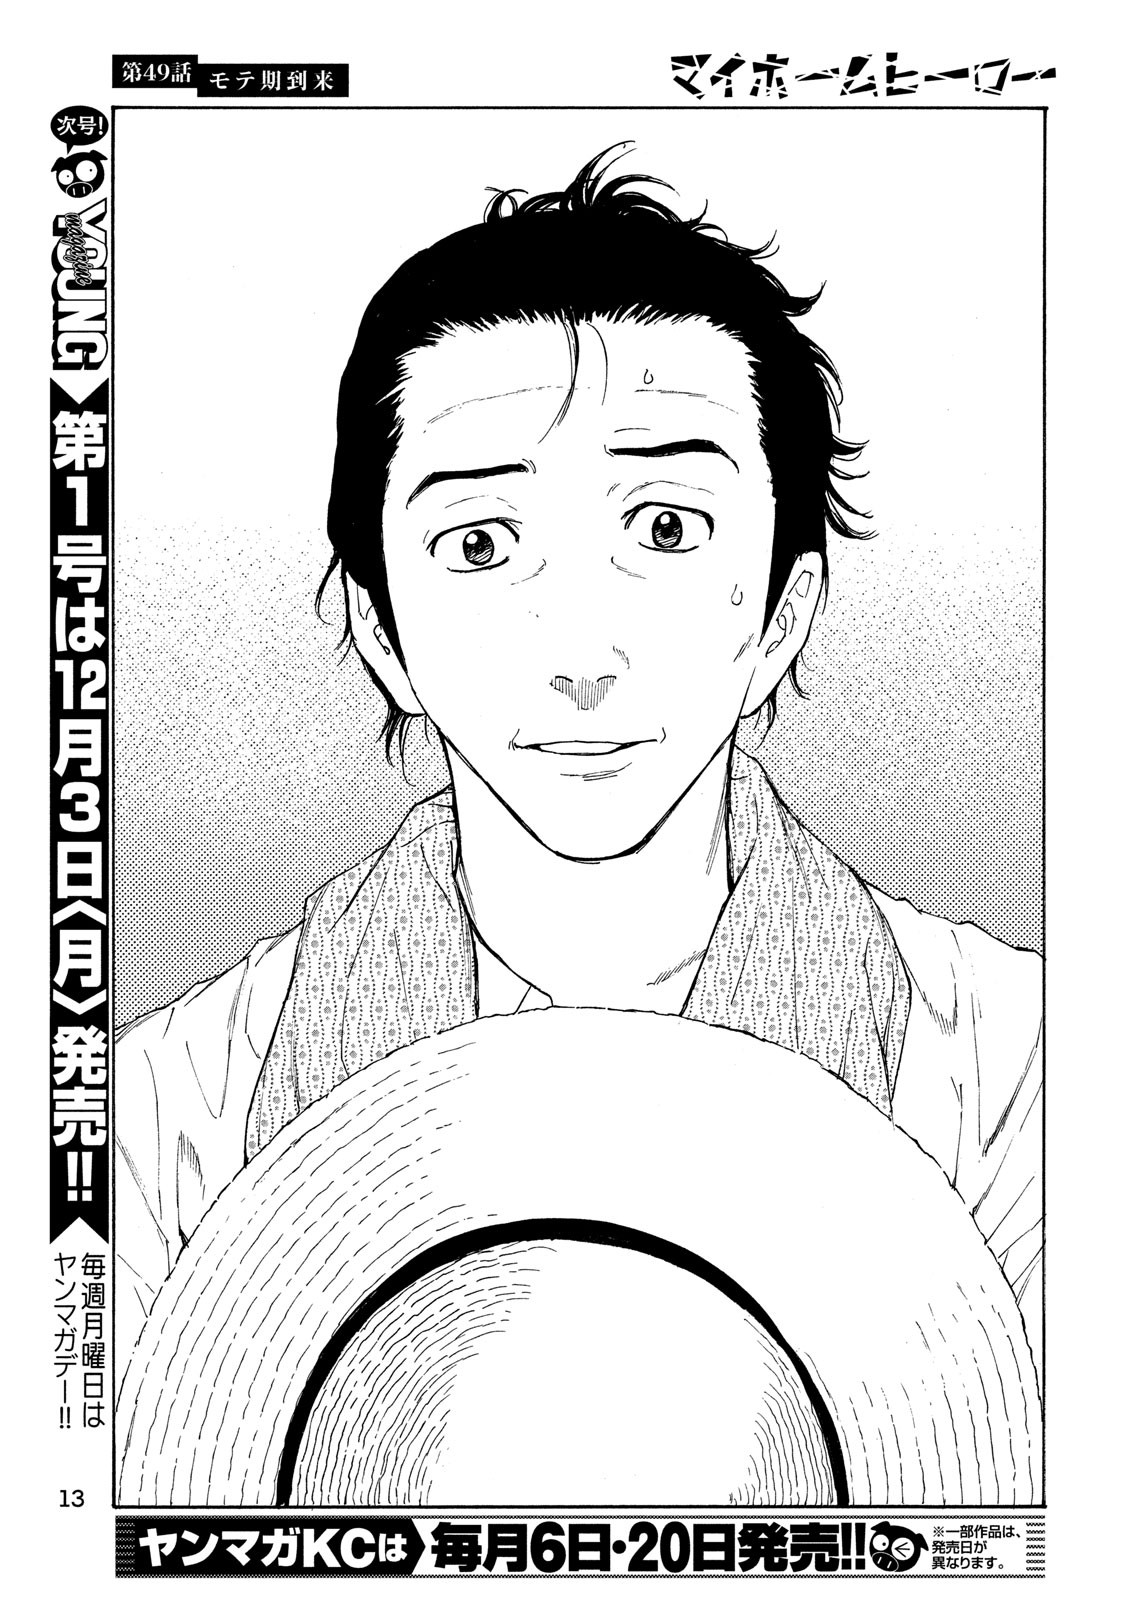 第49話
モテ期到来
マイホームヒーロー
次号!
YOUNG
magazine
第1号は12月3日〈月〉発売!!
毎週月曜日は
ヤンマガデー!!
13
ヤンマガKCは
毎月6日・20日発売!!
※一部作品は、
発売日が
異なります。